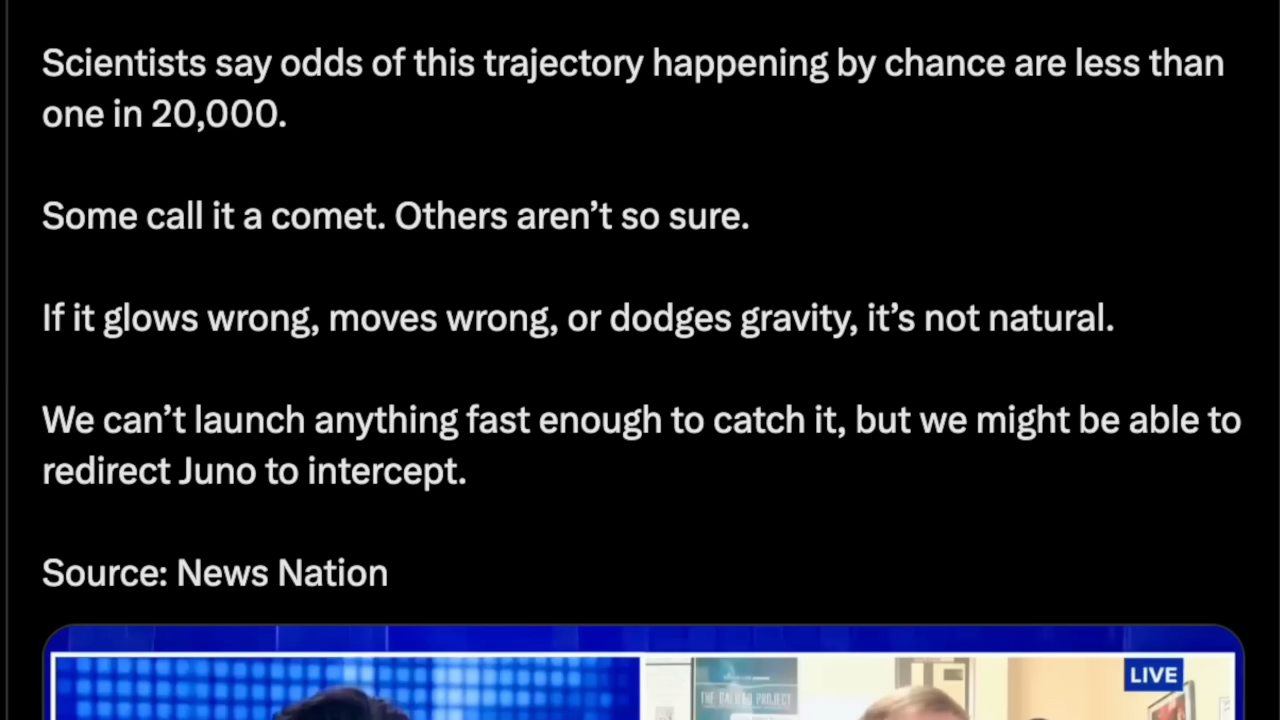 Scientists say odds of this trajectory happening by chance are less than
one in 20,000.
Some call it a comet. Others aren’t so sure.
If it glows wrong, moves wrong, or dodges gravity, it’s not natural.
We can’t launch anything fast enough to catch it, but we might be able to
redirect Juno to intercept.
Source: News Nation
LIVE
THE GALILEO PROJECT